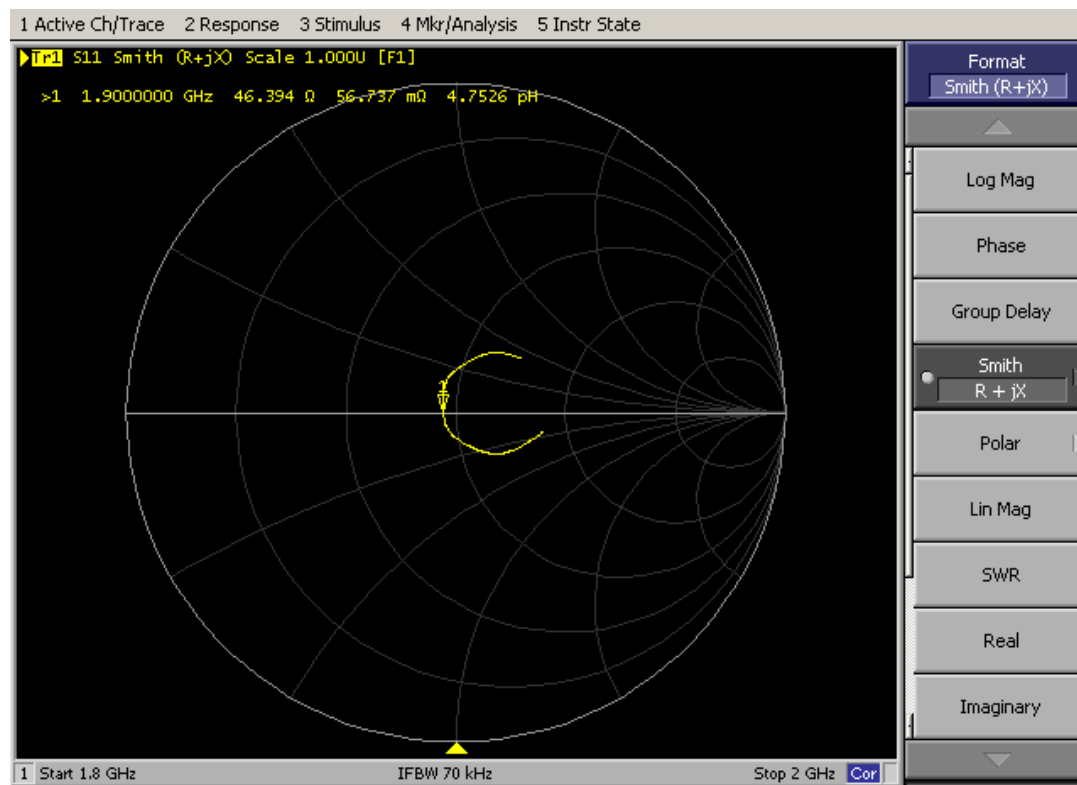 1 Active Ch/Trace 2 Response 3 Stimulus 4 Mkr/Analysis 5 Instr State
Tr1 S11 Smith (R+jX) Scale 1.000U [F1]
>1 1.9000000 GHz 46.394 Ω 56.737 mΩ 4.7526 pH
1
Format
Smith (R+jX)
Log Mag
Phase
Group Delay
Smith
R + jX
Polar
Lin Mag
SWR
Real
Imaginary
1 Start 1.8 GHz IFBW 70 kHz Stop 2 GHz Cor